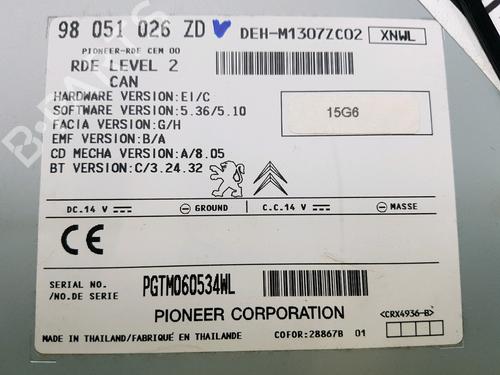 98 051 026 ZD DEH-M1307ZC02 XNWL
PIONEER-RDE CEM 00
RDE LEVEL 2
CAN
HARDWARE VERSION:EI/C
SOFTWARE VERSION:5.36/5.10
FACIA VERSION:G/H
EMF VERSION:B/A
CD MECHA VERSION:A/8.05
BT VERSION:C/3.24.32
15G6
DC.14 V GROUND C.C.14 V MASSE
CE
SERIAL NO.
/NO.DE SERIE PGTM060534WL
PIONEER CORPORATION
<CRX4936-B>
MADE IN THAILAND/FABRIQUÉ EN THAILANDE COFOR:28867B 01